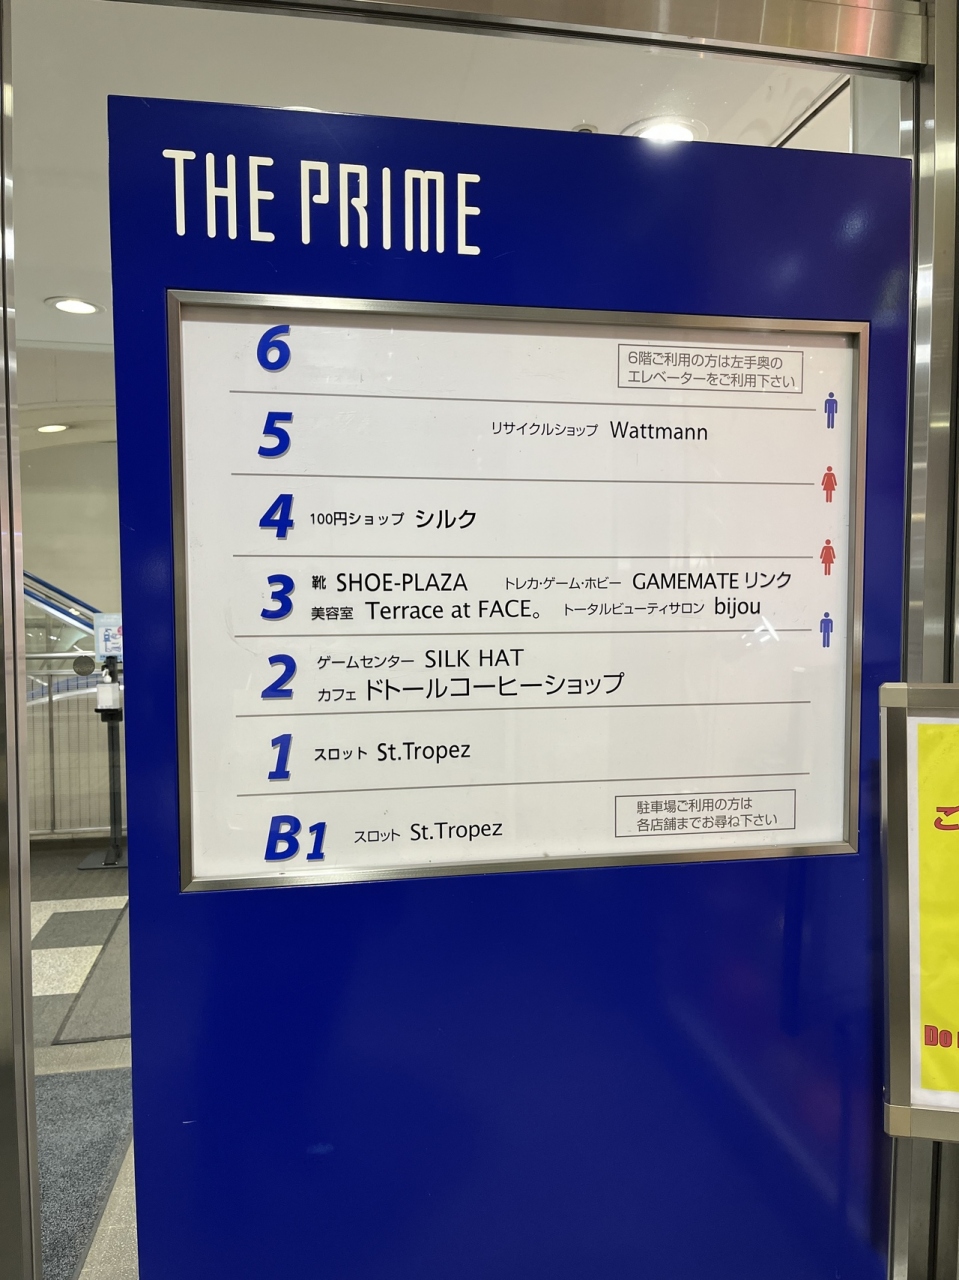 THE PRIME
6
6階ご利用の方は左手奥の
エレベーターをご利用下さい
5 リサイクルショップ Wattmann
4 100円ショップ シルク
3 靴 SHOE-PLAZA トレカ・ゲーム・ホビー GAMEMATE リンク
美容室 Terrace at FACE。 トータルビューティサロン bijou
2 ゲームセンター SILK HAT
カフェ ドトールコーヒーショップ
1 スロット St.Tropez
B1 スロット St.Tropez
駐車場ご利用の方は
各店舗までお尋ね下さい
ご
Do